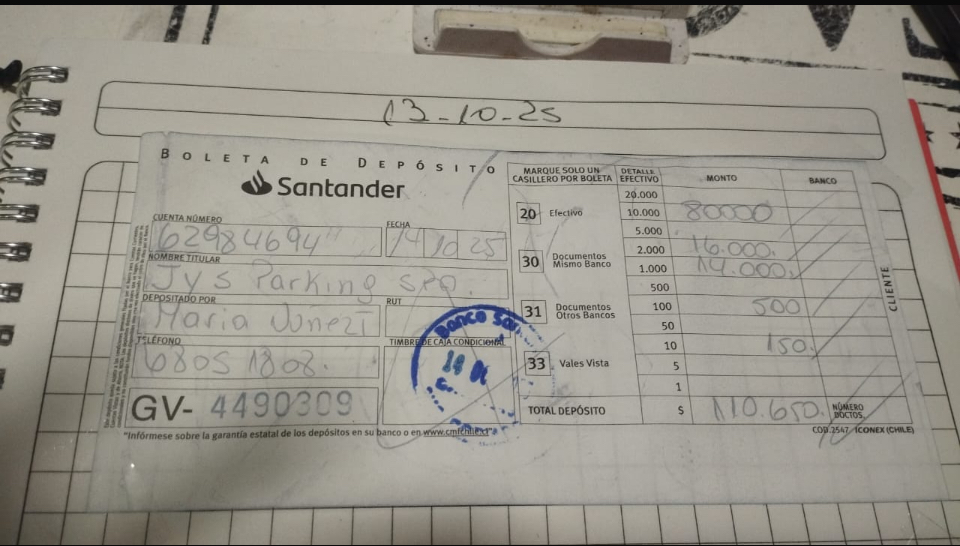 13-10-25
BOLETA DE DEPÓSITO
Santander
CUENTA NÚMERO
62984694
FECHA
14 10 25
NOMBRE TITULAR
Jys Parking spa.
DEPOSITADO POR
Maria
RUT
TELÉFONO
68051808.
TIMBRE DE CAJA CONDICIONAL
Banco
GV- 4490309
*Infórmese sobre la garantía estatal de los depósitos en su banco o en www.cmfchile.cl
MARQUE SOLO UN CASILLERO POR BOLETA
20 Efectivo
30 Documentos Mismo Banco
31 Documentos Otros Bancos
33 Vales Vista
DETALLE EFECTIVO MONTO BANCO
20.000
10.000 80000
5.000
2.000 16.000.
1.000 14.000.
500
100 500
50
10 150.
5
1
TOTAL DEPÓSITO $ 110.650. NÚMERO DOCTOS.
CLIENTE
COD.2547 ICONEX (CHILE)